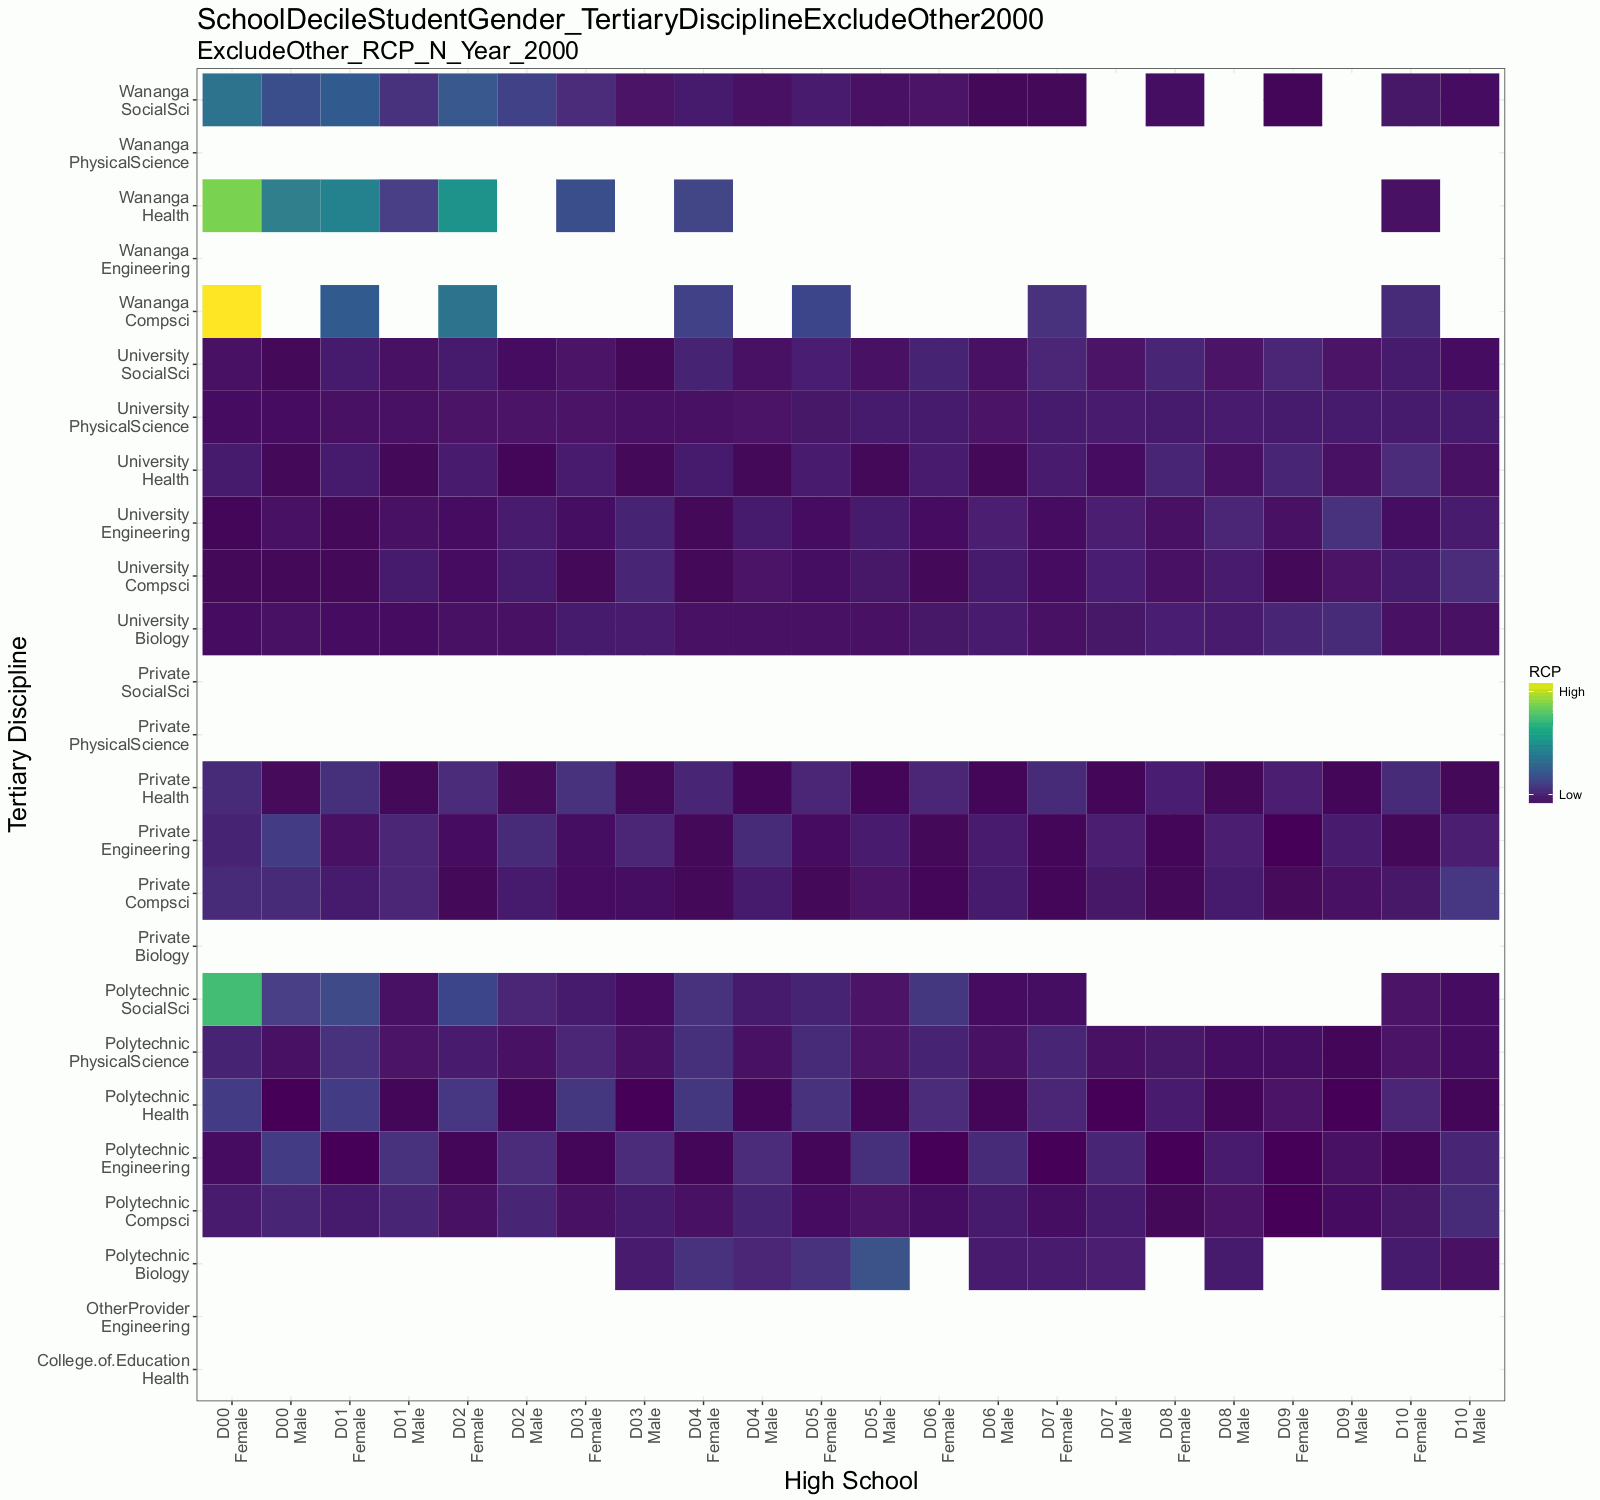 SchoolDecileStudentGender_TertiaryDisciplineExcludeOther2000
ExcludeOther_RCP_N_Year_2000
Tertiary Discipline
Wananga
SocialSci
Wananga
PhysicalScience
Wananga
Health
Wananga
Engineering
Wananga
Compsci
University
SocialSci
University
PhysicalScience
University
Health
University
Engineering
University
Compsci
University
Biology
Private
SocialSci
Private
PhysicalScience
Private
Health
Private
Engineering
Private
Compsci
Private
Biology
Polytechnic
SocialSci
Polytechnic
PhysicalScience
Polytechnic
Health
Polytechnic
Engineering
Polytechnic
Compsci
Polytechnic
Biology
OtherProvider
Engineering
College.of.Education
Health
D00
Female
D00
Male
D01
Female
D01
Male
D02
Female
D02
Male
D03
Female
D03
Male
D04
Female
D04
Male
D05
Female
D05
Male
D06
Female
D06
Male
D07
Female
D07
Male
D08
Female
D08
Male
D09
Female
D09
Male
D10
Female
D10
Male
High School
RCP
High
Low